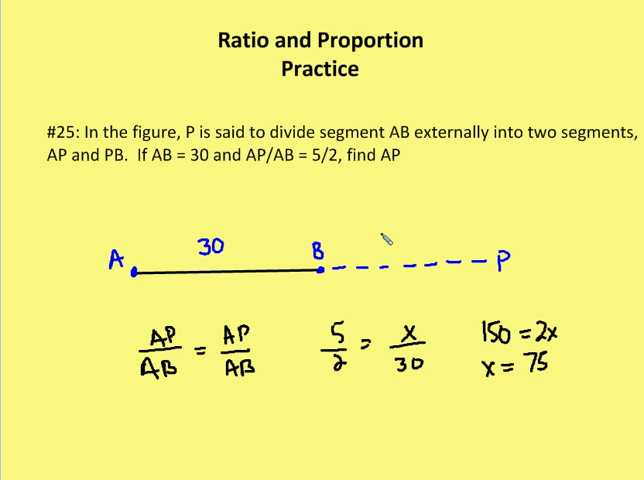 Ratio and Proportion
Practice
#25: In the figure, P is said to divide segment AB externally into two segments,
AP and PB.  If AB = 30 and AP/AB = 5/2, find AP
A 30 B P
AP/AB = AP/AB 5/2 = x/30 150 = 2x
x = 75